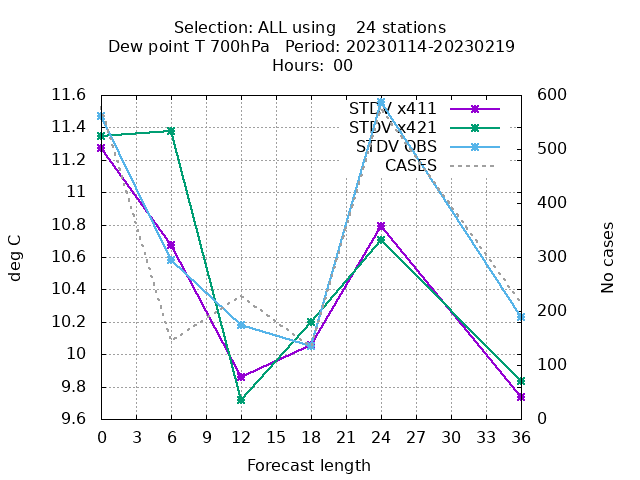 Selection: ALL using    24 stations
Dew point T 700hPa   Period: 20230114-20230219
Hours:  00
STDV x411
STDV x421
STDV OBS
CASES
11.6
11.4
11.2
11
10.8
10.6
10.4
10.2
10
9.8
9.6
deg C
600
500
400
300
200
100
0
No cases
0 3 6 9 12 15 18 21 24 27 30 33 36
Forecast length